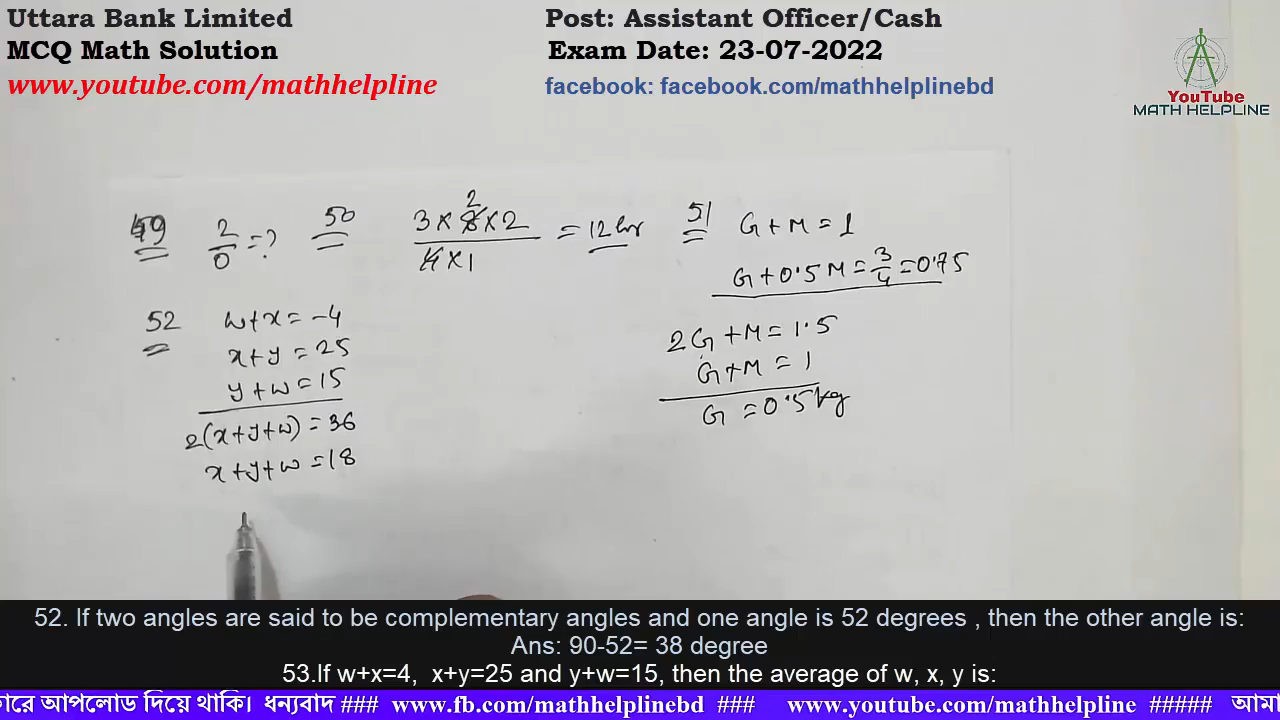 Uttara Bank Limited
Post: Assistant Officer/Cash
MCQ Math Solution
Exam Date: 23-07-2022
www.youtube.com/mathhelpline
facebook: facebook.com/mathhelplinebd
YouTube
MATH HELPLINE
49
2/0 = ?
50
3 × 8 × 2 / 4 × 1 = 12 hr
2
51
G + M = 1
G + 0.5 M = 3/4 = 0.75
2G + M = 1.5
G + M = 1
G = 0.5 kg
52
w + x = -4
x + y = 25
y + w = 15
2(x + y + w) = 36
x + y + w = 18
52. If two angles are said to be complementary angles and one angle is 52 degrees , then the other angle is:
Ans: 90-52= 38 degree
53.If w+x=4, x+y=25 and y+w=15, then the average of w, x, y is:
কারে আপলোড দিয়ে থাকি। ধন্যবাদ ### www.fb.com/mathhelplinebd ### www.youtube.com/mathhelpline ##### আমা